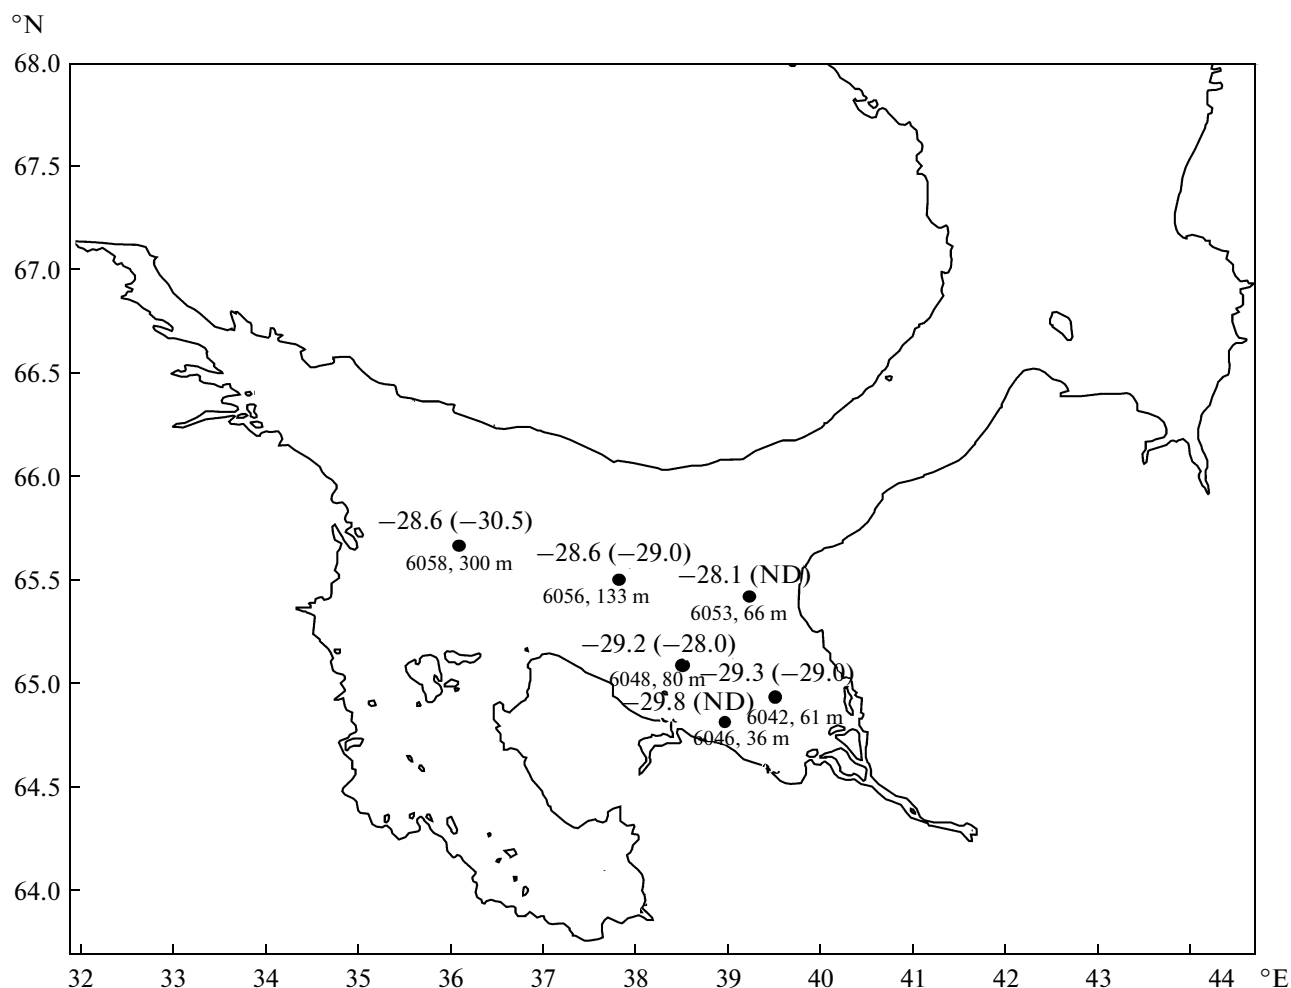 °N
68.0
67.5
67.0
66.5
66.0
65.5
65.0
64.5
64.0
−28.6 (−30.5)
6058, 300 m
−28.6 (−29.0)
6056, 133 m
−28.1 (ND)
6053, 66 m
−29.2 (−28.0)
6048, 80 m
−29.3 (−29.0)
6042, 61 m
−29.8 (ND)
6046, 36 m
32 33 34 35 36 37 38 39 40 41 42 43 44 °E